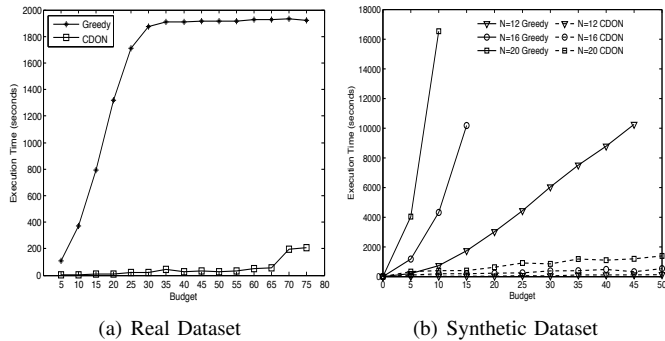 2000
1800
1600
1400
1200
1000
800
600
400
200
0
Execution Time (seconds)
Greedy
CDON
5 10 15 20 25 30 35 40 45 50 55 60 65 70 75
Budget
(a) Real Dataset
18000
16000
14000
12000
10000
8000
6000
4000
2000
0
Execution Time (seconds)
N=12 Greedy
N=16 Greedy
N=20 Greedy
N=12 CDON
N=16 CDON
N=20 CDON
0 5 10 15 20 25 30 35 40 45 50
Budget
(b) Synthetic Dataset